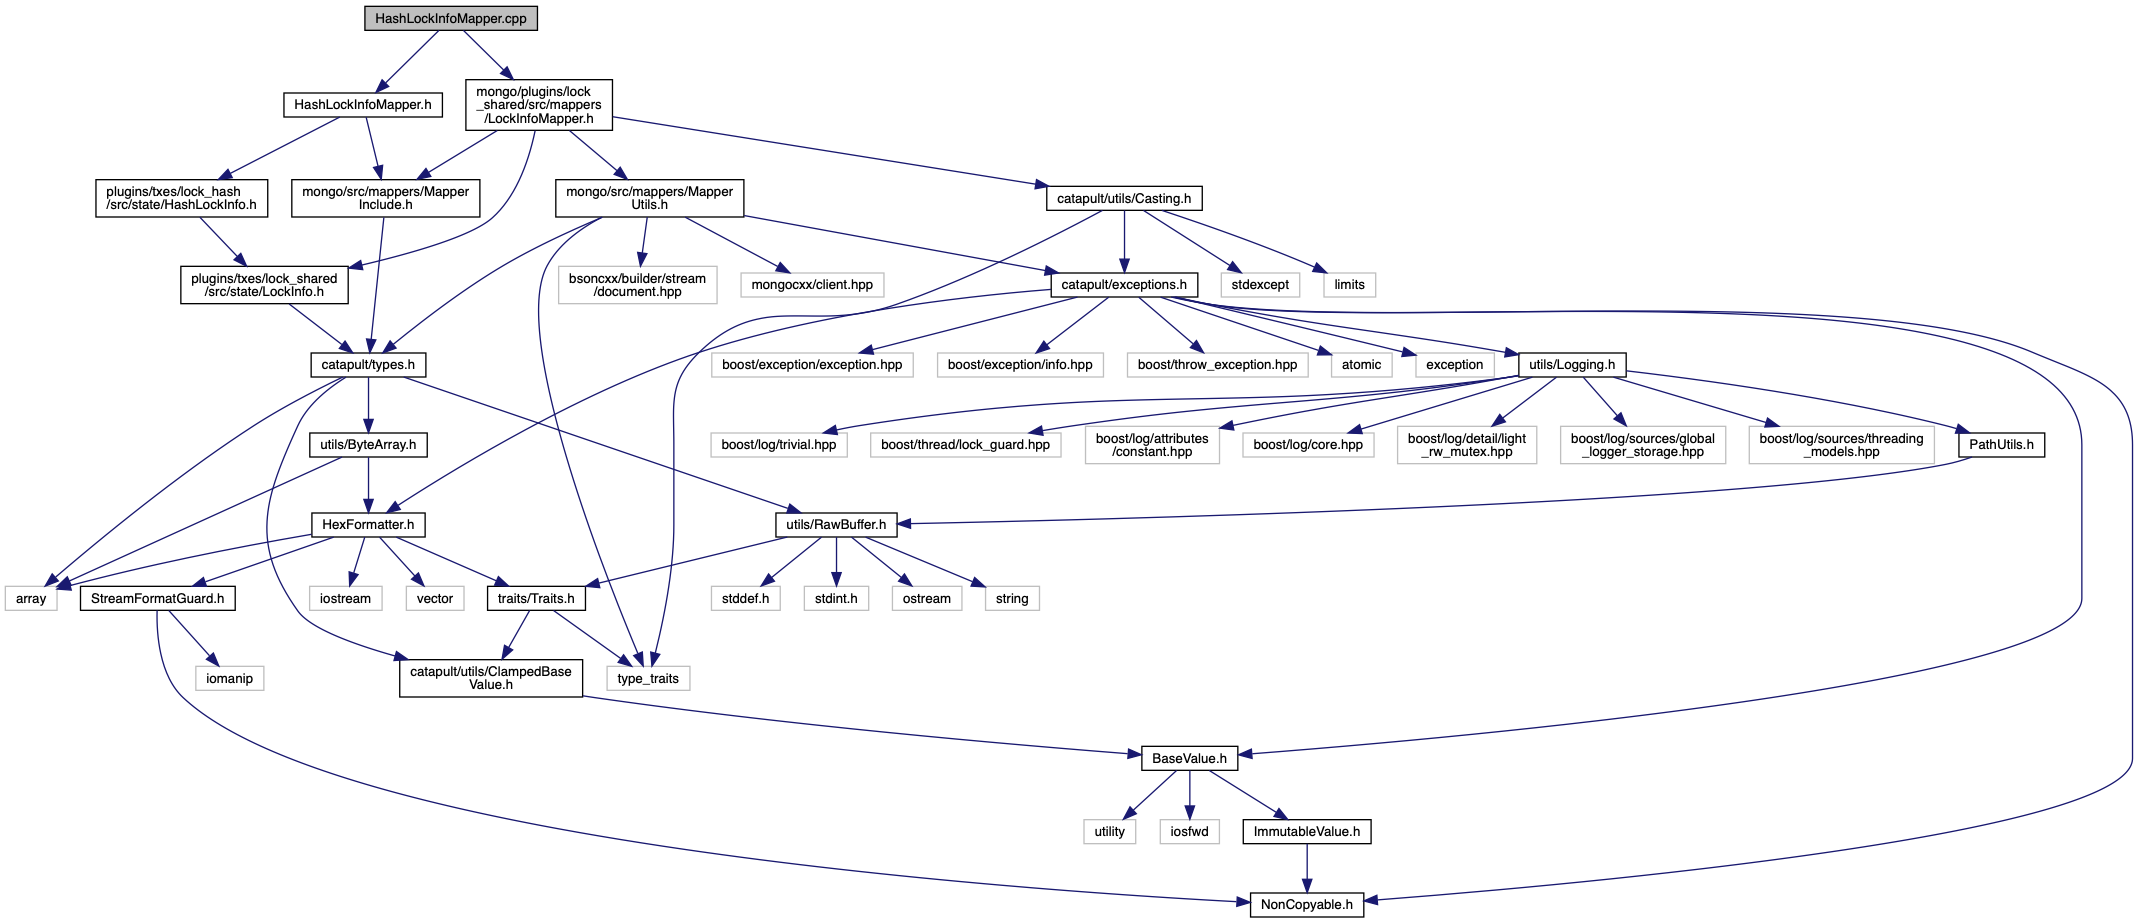 HashLockInfoMapper.cpp
HashLockInfoMapper.h
mongo/plugins/lock
_shared/src/mappers
/LockInfoMapper.h
plugins/txes/lock_hash
/src/state/HashLockInfo.h
mongo/src/mappers/Mapper
Include.h
mongo/src/mappers/Mapper
Utils.h
catapult/utils/Casting.h
plugins/txes/lock_shared
/src/state/LockInfo.h
bsoncxx/builder/stream
/document.hpp
mongocxx/client.hpp
catapult/exceptions.h
stdexcept
limits
catapult/types.h
boost/exception/exception.hpp
boost/exception/info.hpp
boost/throw_exception.hpp
atomic
exception
utils/Logging.h
utils/ByteArray.h
boost/log/trivial.hpp
boost/thread/lock_guard.hpp
boost/log/attributes
/constant.hpp
boost/log/core.hpp
boost/log/detail/light
_rw_mutex.hpp
boost/log/sources/global
_logger_storage.hpp
boost/log/sources/threading
_models.hpp
PathUtils.h
HexFormatter.h
utils/RawBuffer.h
array
StreamFormatGuard.h
iostream
vector
traits/Traits.h
stddef.h
stdint.h
ostream
string
iomanip
catapult/utils/ClampedBase
Value.h
type_traits
BaseValue.h
utility
iosfwd
ImmutableValue.h
NonCopyable.h